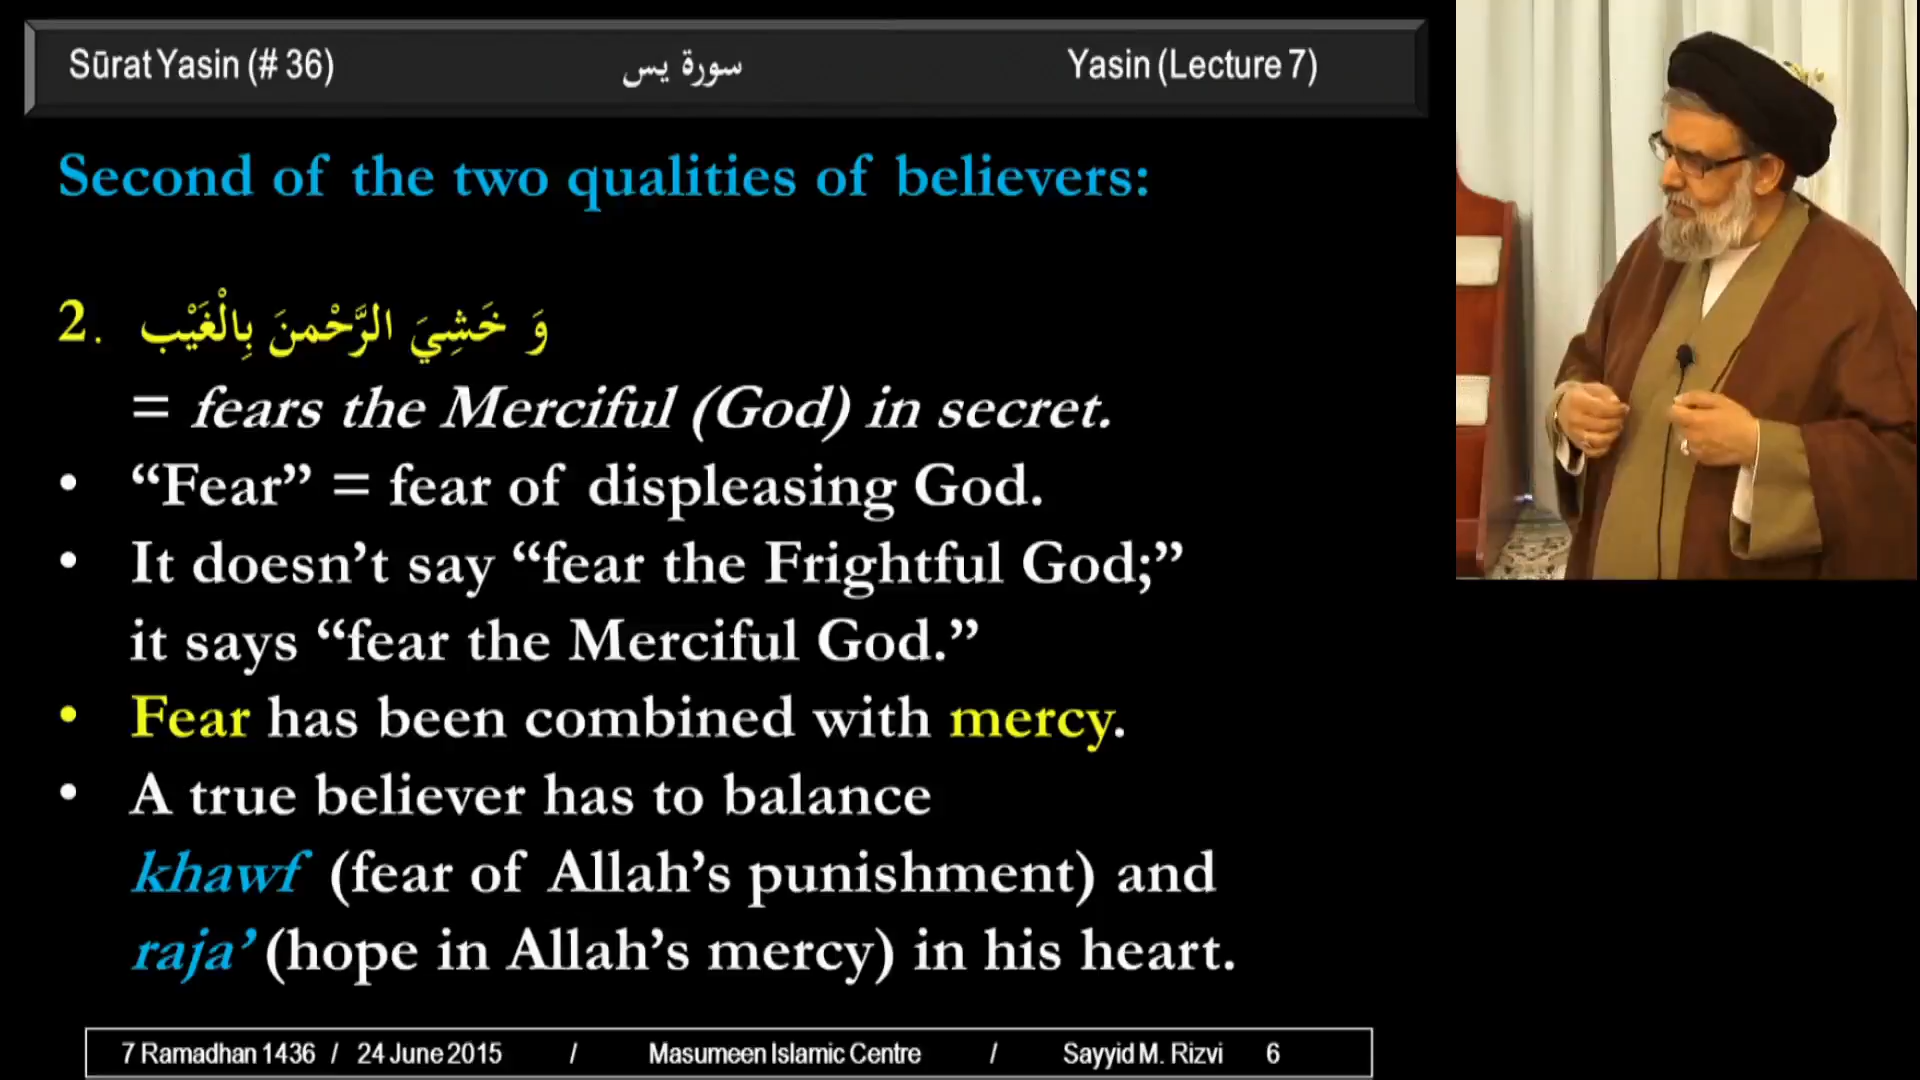 Sūrat Yasin (# 36) سورة يس Yasin (Lecture 7)
Second of the two qualities of believers:
2. وَ خَشِيَ الرَّحْمنَ بِالْغَيْبِ
= fears the Merciful (God) in secret.
• “Fear” = fear of displeasing God.
• It doesn’t say “fear the Frightful God;”
it says “fear the Merciful God.”
• Fear has been combined with mercy.
• A true believer has to balance
khawf (fear of Allah’s punishment) and
raja’ (hope in Allah’s mercy) in his heart.
7 Ramadhan 1436 / 24 June 2015 / Masumeen Islamic Centre / Sayyid M. Rizvi 6